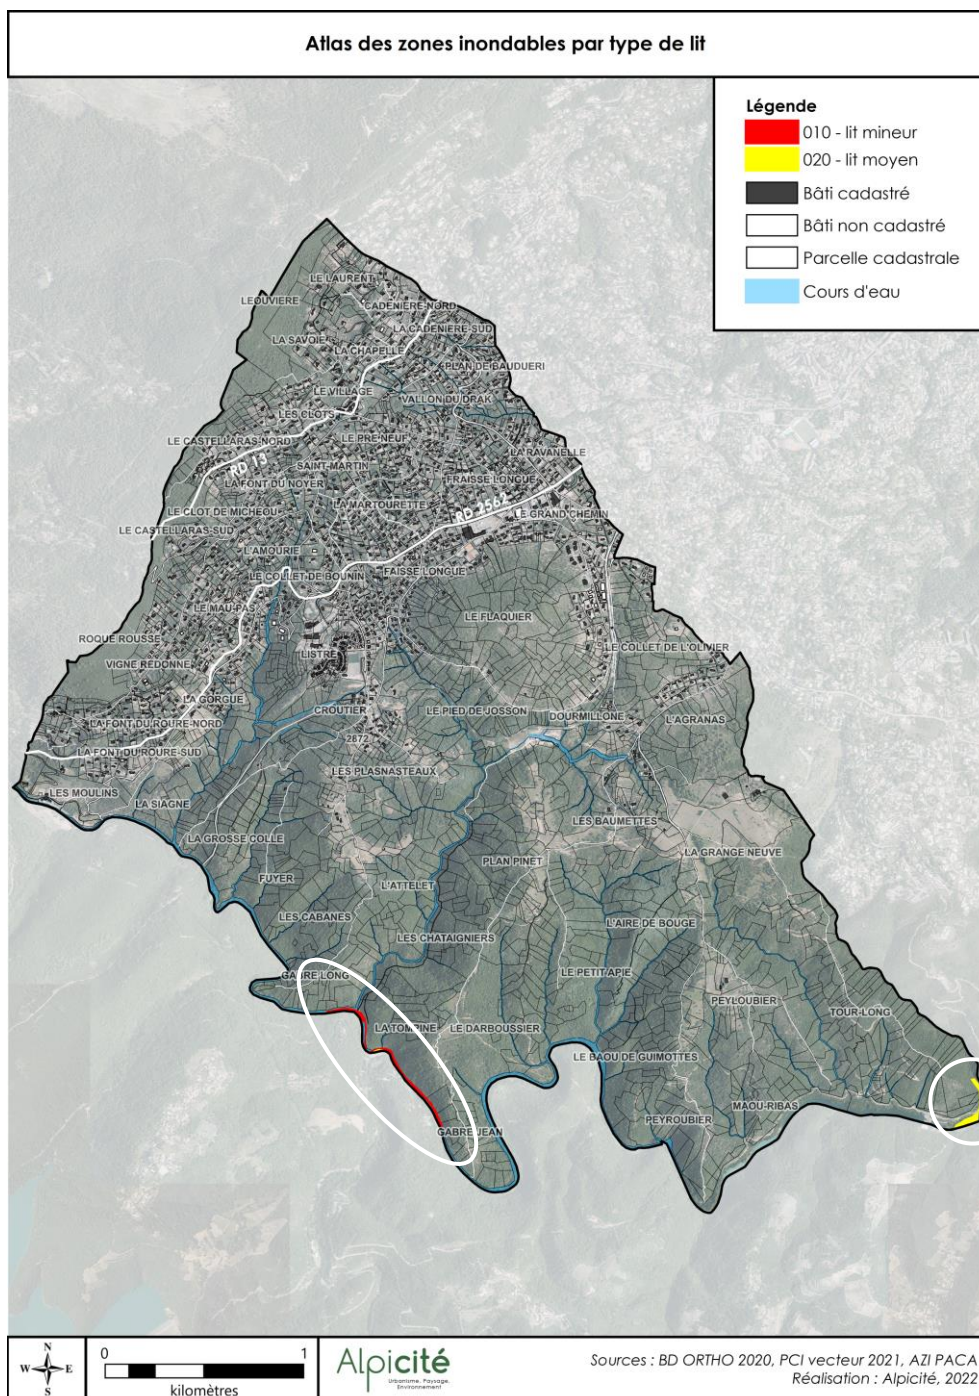 Atlas des zones inondables par type de lit
Légende
010 - lit mineur
020 - lit moyen
Bâti cadastré
Bâti non cadastré
Parcelle cadastrale
Cours d'eau
LE LAURENT
LEOUVIERE
CADENIERE-NORD
LA CADENIERE-SUD
LA SAVOIE
LA CHAPELLE
PLAN DE BAUDUERI
LE VILLAGE
VALLON DU DRAK
LES CLOTS
LE CASTELLARAS-NORD
LE PRE NEUF
RD 13
LA RAVANELLE
SAINT-MARTIN
LA FONT DU NOYER
FRAISSE LONGUE
LA MARTOURETTE
RD 2562
LE CLOT DE MICHEOU
LE GRAND CHEMIN
LE CASTELLARAS-SUD
L'AMOURIE
FAISSE LONGUE
LE COLLET DE BOUNIN
LE MAU-PAS
LE FLAQUIER
ROQUE ROUSSE
LISTRE
LE COLLET DE L'OLIVIER
VIGNE REDONNE
LA GORGUE
CROUTIER
LE PIED DE JOSSON
DOURMILLONE
L'AGRANAS
LA FONT DU ROURE-NORD
2872
LA FONT DU ROURE-SUD
LES PLASNASTEAUX
LES MOULINS
LA SIAGNE
LES BAUMETTES
LA GROSSE COLLE
LA GRANGE NEUVE
PLAN PINET
FUYER
L'ATTELET
LES CABANES
L'AIRE DE BOUGE
LES CHATAIGNIERS
GABRE LONG
LE PETIT APIE
PEYLOUBIER
TOUR-LONG
LA TOMPINE
LE DARBOUSSIER
LE BAOU DE GUIMOTTES
MAOU-RIBAS
GABRE JEAN
PEYROUBIER
N
W E
S
0 1
kilomètres
Alpicité
Urbanisme, Paysage,
Environnement
Sources : BD ORTHO 2020, PCI vecteur 2021, AZI PACA
Réalisation : Alpicité, 2022